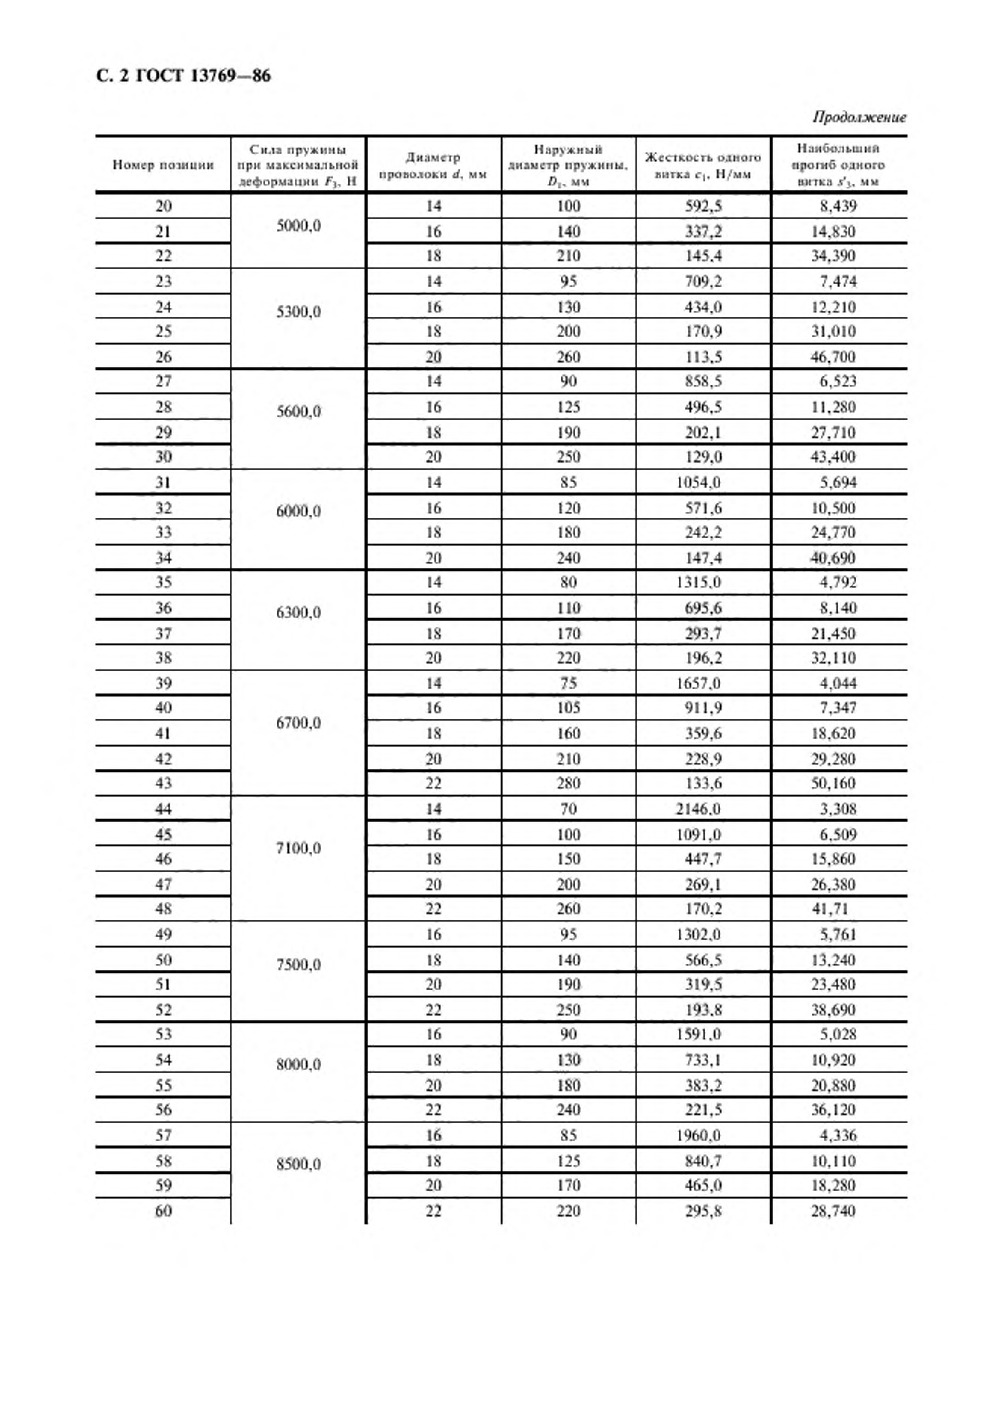 С. 2 ГОСТ 13769—86
Продолжение
Номер позиции | Сила пружины при максимальной деформации F₃, Н | Диаметр проволоки d, мм | Наружный диаметр пружины, D₁, мм | Жесткость одного витка c₁, Н/мм | Наибольший прогиб одного витка s'₃, мм
20 | 5000,0 | 14 | 100 | 592,5 | 8,439
21 | 16 | 140 | 337,2 | 14,830
22 | 18 | 210 | 145,4 | 34,390
23 | 5300,0 | 14 | 95 | 709,2 | 7,474
24 | 16 | 130 | 434,0 | 12,210
25 | 18 | 200 | 170,9 | 31,010
26 | 20 | 260 | 113,5 | 46,700
27 | 5600,0 | 14 | 90 | 858,5 | 6,523
28 | 16 | 125 | 496,5 | 11,280
29 | 18 | 190 | 202,1 | 27,710
30 | 20 | 250 | 129,0 | 43,400
31 | 6000,0 | 14 | 85 | 1054,0 | 5,694
32 | 16 | 120 | 571,6 | 10,500
33 | 18 | 180 | 242,2 | 24,770
34 | 20 | 240 | 147,4 | 40,690
35 | 6300,0 | 14 | 80 | 1315,0 | 4,792
36 | 16 | 110 | 695,6 | 8,140
37 | 18 | 170 | 293,7 | 21,450
38 | 20 | 220 | 196,2 | 32,110
39 | 6700,0 | 14 | 75 | 1657,0 | 4,044
40 | 16 | 105 | 911,9 | 7,347
41 | 18 | 160 | 359,6 | 18,620
42 | 20 | 210 | 228,9 | 29,280
43 | 22 | 280 | 133,6 | 50,160
44 | 7100,0 | 14 | 70 | 2146,0 | 3,308
45 | 16 | 100 | 1091,0 | 6,509
46 | 18 | 150 | 447,7 | 15,860
47 | 20 | 200 | 269,1 | 26,380
48 | 22 | 260 | 170,2 | 41,71
49 | 7500,0 | 16 | 95 | 1302,0 | 5,761
50 | 18 | 140 | 566,5 | 13,240
51 | 20 | 190 | 319,5 | 23,480
52 | 22 | 250 | 193,8 | 38,690
53 | 8000,0 | 16 | 90 | 1591,0 | 5,028
54 | 18 | 130 | 733,1 | 10,920
55 | 20 | 180 | 383,2 | 20,880
56 | 22 | 240 | 221,5 | 36,120
57 | 8500,0 | 16 | 85 | 1960,0 | 4,336
58 | 18 | 125 | 840,7 | 10,110
59 | 20 | 170 | 465,0 | 18,280
60 | 22 | 220 | 295,8 | 28,740